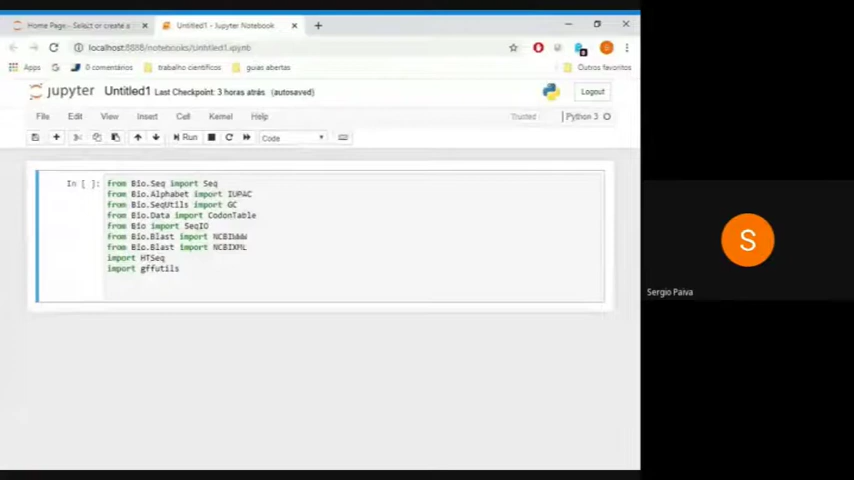 Home Page - Select or create a
Untitled1 - Jupyter Notebook
localhost:8888/notebooks/Untitled1.ipynb
Apps
0 comentários
trabalho científicos
guias abertas
Outros favoritos
jupyter
Untitled1 Last Checkpoint: 3 horas atrás (autosaved)
Logout
File
Edit
View
Insert
Cell
Kernel
Help
Trusted
Python 3
Run
Code
In [ ]:
from Bio.Seq import Seq
from Bio.Alphabet import IUPAC
from Bio.SeqUtils import GC
from Bio.Data import CodonTable
from Bio import SeqIO
from Bio.Blast import NCBIWWW
from Bio.Blast import NCBIXML
import HTSeq
import gffutils
S
Sergio Paiva